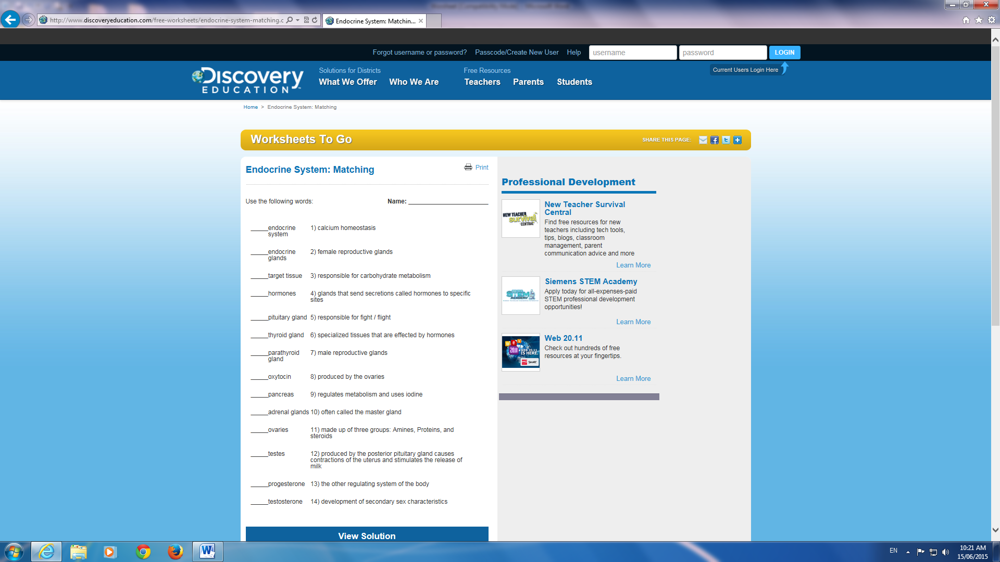 http://www.discoveryeducation.com/free-worksheets/endocrine-system-matching.c
Endocrine System: Matchin...
Forgot username or password? Passcode/Create New User Help username password LOGIN
Current Users Login Here
Discovery
EDUCATION
Solutions for Districts
What We Offer Who We Are
Free Resources
Teachers Parents Students
Home > Endocrine System: Matching
Worksheets To Go
SHARE THIS PAGE:
Endocrine System: Matching
Print
Use the following words:
Name: _______________________
_____endocrine system 1) calcium homeostasis
_____endocrine glands 2) female reproductive glands
_____target tissue 3) responsible for carbohydrate metabolism
_____hormones 4) glands that send secretions called hormones to specific
sites
_____pituitary gland 5) responsible for fight / flight
_____thyroid gland 6) specialized tissues that are effected by hormones
_____parathyroid gland 7) male reproductive glands
_____oxytocin 8) produced by the ovaries
_____pancreas 9) regulates metabolism and uses iodine
_____adrenal glands 10) often called the master gland
_____ovaries 11) made up of three groups: Amines, Proteins, and
steroids
_____testes 12) produced by the posterior pituitary gland causes
contractions of the uterus and stimulates the release of
milk
_____progesterone 13) the other regulating system of the body
_____testosterone 14) development of secondary sex characteristics
View Solution
Professional Development
NEW TEACHER
survival
CENTRAL
New Teacher Survival
Central
Find free resources for new
teachers including tech tools,
tips, blogs, classroom
management, parent
communication advice and more
Learn More
STEM
ACADEMY
Siemens STEM Academy
Apply today for all-expenses-paid
STEM professional development
opportunities!
Learn More
WEB 20.11
IS HERE.
SMART
Web 20.11
Check out hundreds of free
resources at your fingertips.
Learn More
EN
10:21 AM
15/06/2015